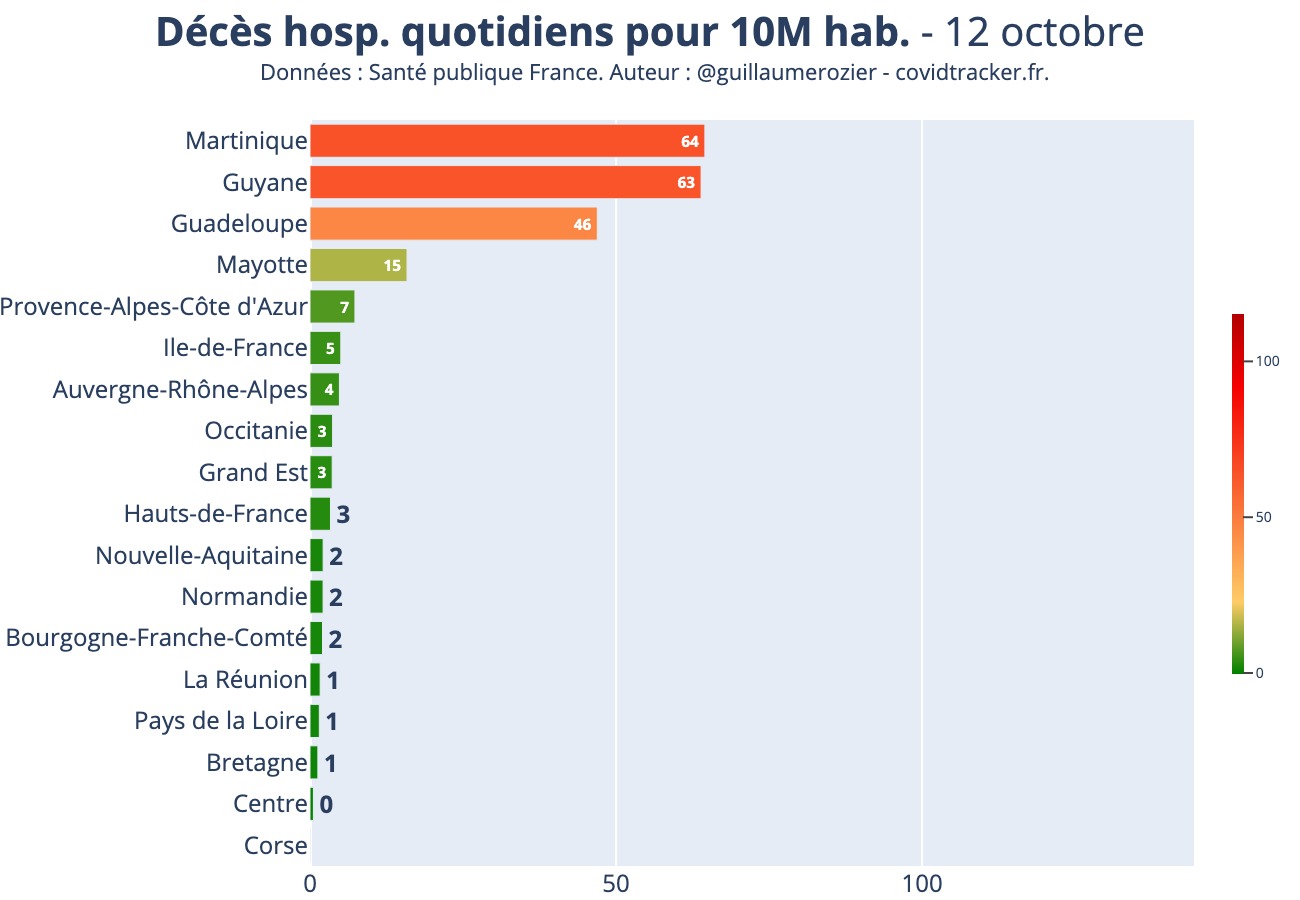 Décès hosp. quotidiens pour 10M hab. - 12 octobre
Données : Santé publique France. Auteur : @guillaumerozier - covidtracker.fr.
Martinique 64
Guyane 63
Guadeloupe 46
Mayotte 15
Provence-Alpes-Côte d'Azur 7
Ile-de-France 5
Auvergne-Rhône-Alpes 4
Occitanie 3
Grand Est 3
Hauts-de-France 3
Nouvelle-Aquitaine 2
Normandie 2
Bourgogne-Franche-Comté 2
La Réunion 1
Pays de la Loire 1
Bretagne 1
Centre 0
Corse
0 50 100
100
50
0